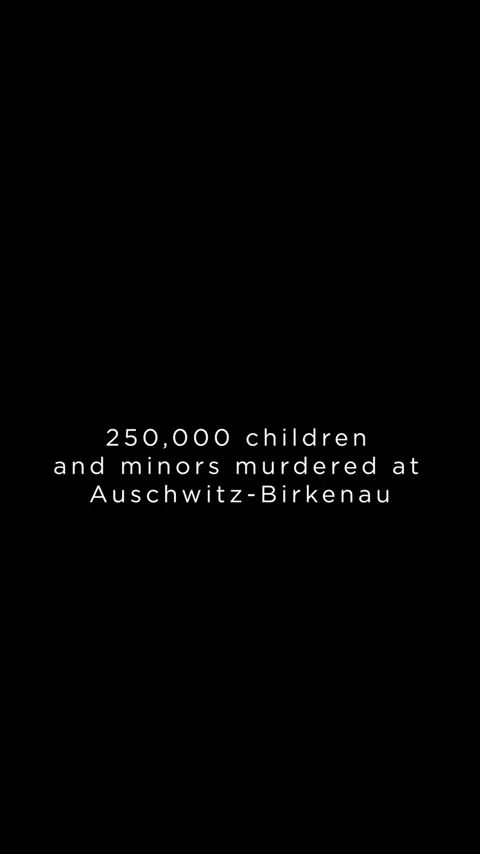 250,000 children
and minors murdered at
Auschwitz-Birkenau